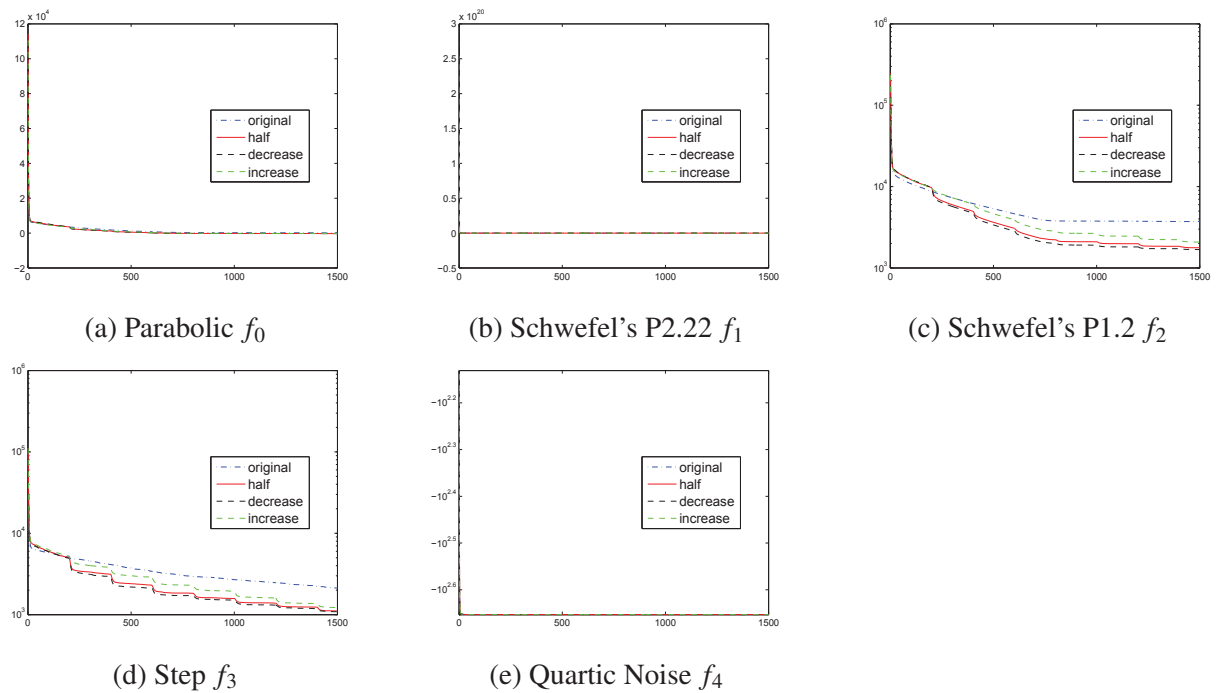 x 10^4
12
10
8
6
4
2
0
−2
0 500 1000 1500
original
half
decrease
increase
(a) Parabolic f_0
x 10^20
3
2.5
2
1.5
1
0.5
0
−0.5
0 500 1000 1500
original
half
decrease
increase
(b) Schwefel's P2.22 f_1
10^6
10^5
10^4
10^3
0 500 1000 1500
original
half
decrease
increase
(c) Schwefel's P1.2 f_2
10^6
10^5
10^4
10^3
0 500 1000 1500
original
half
decrease
increase
(d) Step f_3
−10^2.2
−10^2.3
−10^2.4
−10^2.5
−10^2.6
0 500 1000 1500
original
half
decrease
increase
(e) Quartic Noise f_4